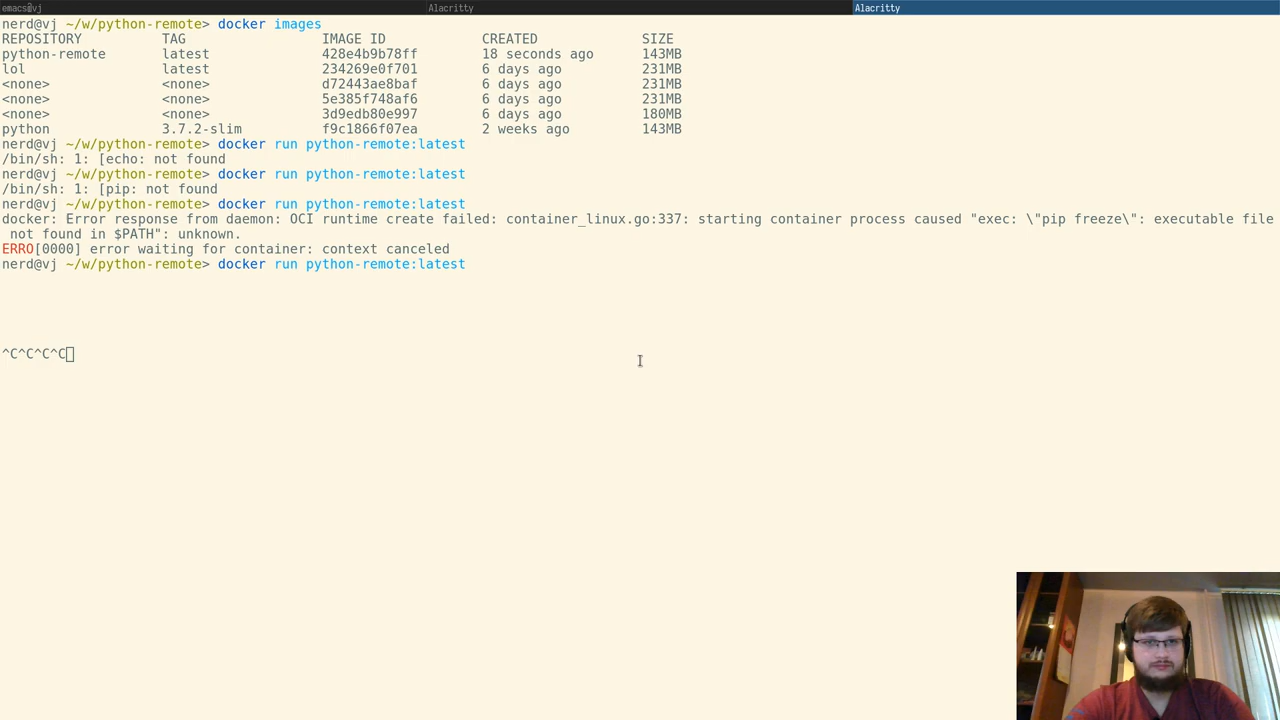 emacs@vj
Alacritty
Alacritty
nerd@vj ~/w/python-remote> docker images
REPOSITORY TAG IMAGE ID CREATED SIZE
python-remote latest 428e4b9b78ff 18 seconds ago 143MB
lol latest 234269e0f701 6 days ago 231MB
<none> <none> d72443ae8baf 6 days ago 231MB
<none> <none> 5e385f748af6 6 days ago 231MB
<none> <none> 3d9edb80e997 6 days ago 180MB
python 3.7.2-slim f9c1866f07ea 2 weeks ago 143MB
nerd@vj ~/w/python-remote> docker run python-remote:latest
/bin/sh: 1: [echo: not found
nerd@vj ~/w/python-remote> docker run python-remote:latest
/bin/sh: 1: [pip: not found
nerd@vj ~/w/python-remote> docker run python-remote:latest
docker: Error response from daemon: OCI runtime create failed: container_linux.go:337: starting container process caused "exec: \"pip freeze\": executable file
not found in $PATH": unknown.
ERRO[0000] error waiting for container: context canceled
nerd@vj ~/w/python-remote> docker run python-remote:latest
^C^C^C^C